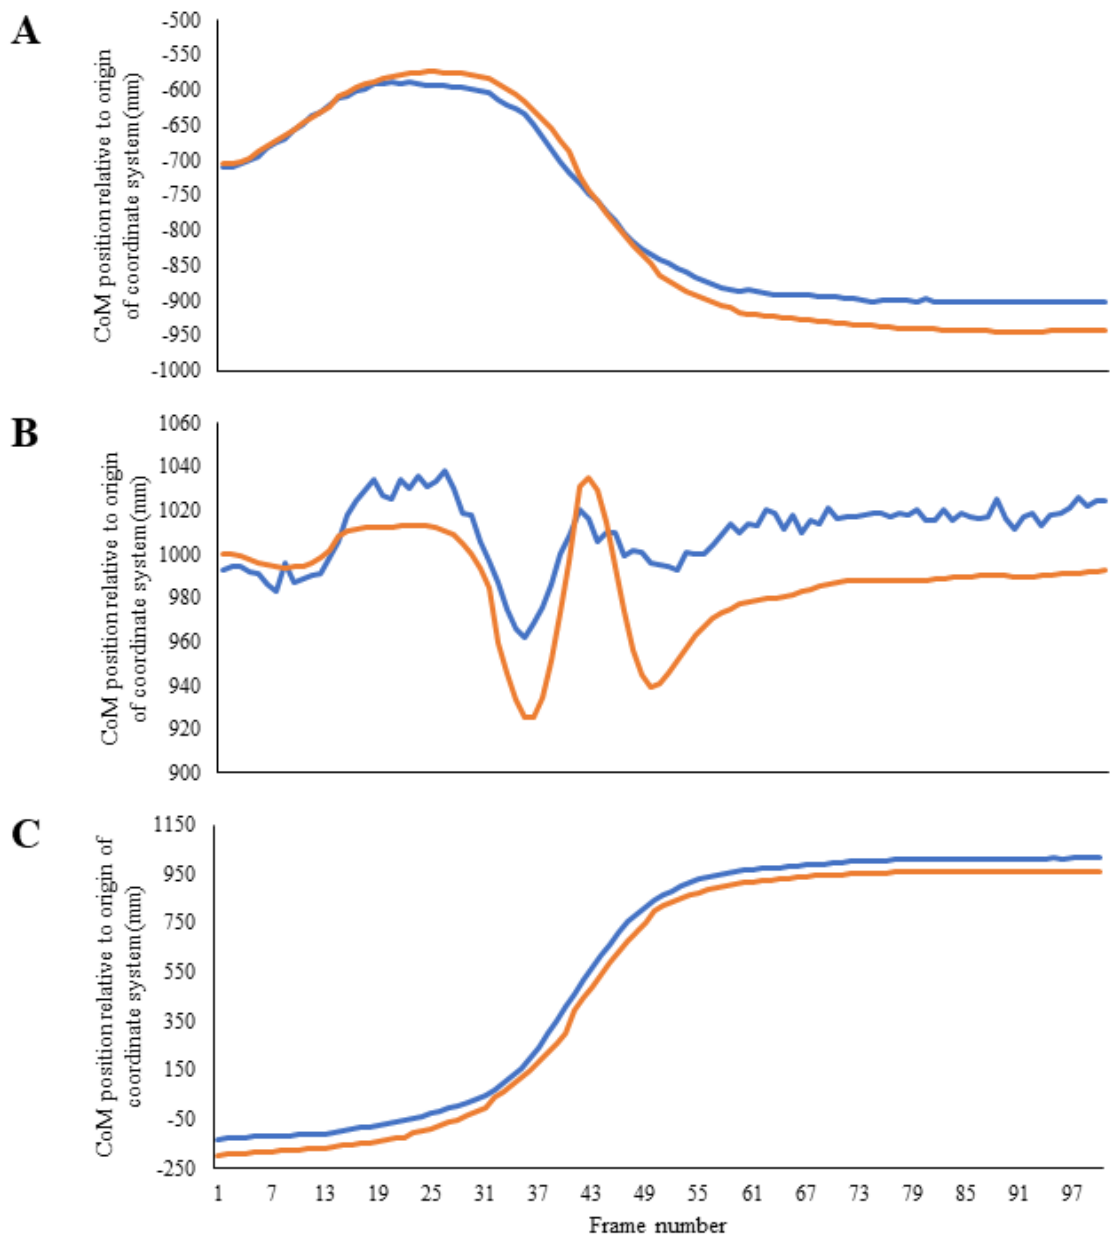 A
CoM position relative to origin
of coordinate system (mm)
-500
-550
-600
-650
-700
-750
-800
-850
-900
-950
-1000
B
CoM position relative to origin
of coordinate system (mm)
1060
1040
1020
1000
980
960
940
920
900
C
CoM position relative to origin of
coordinate system (mm)
1150
950
750
550
350
150
-50
-250
1 7 13 19 25 31 37 43 49 55 61 67 73 79 85 91 97
Frame number